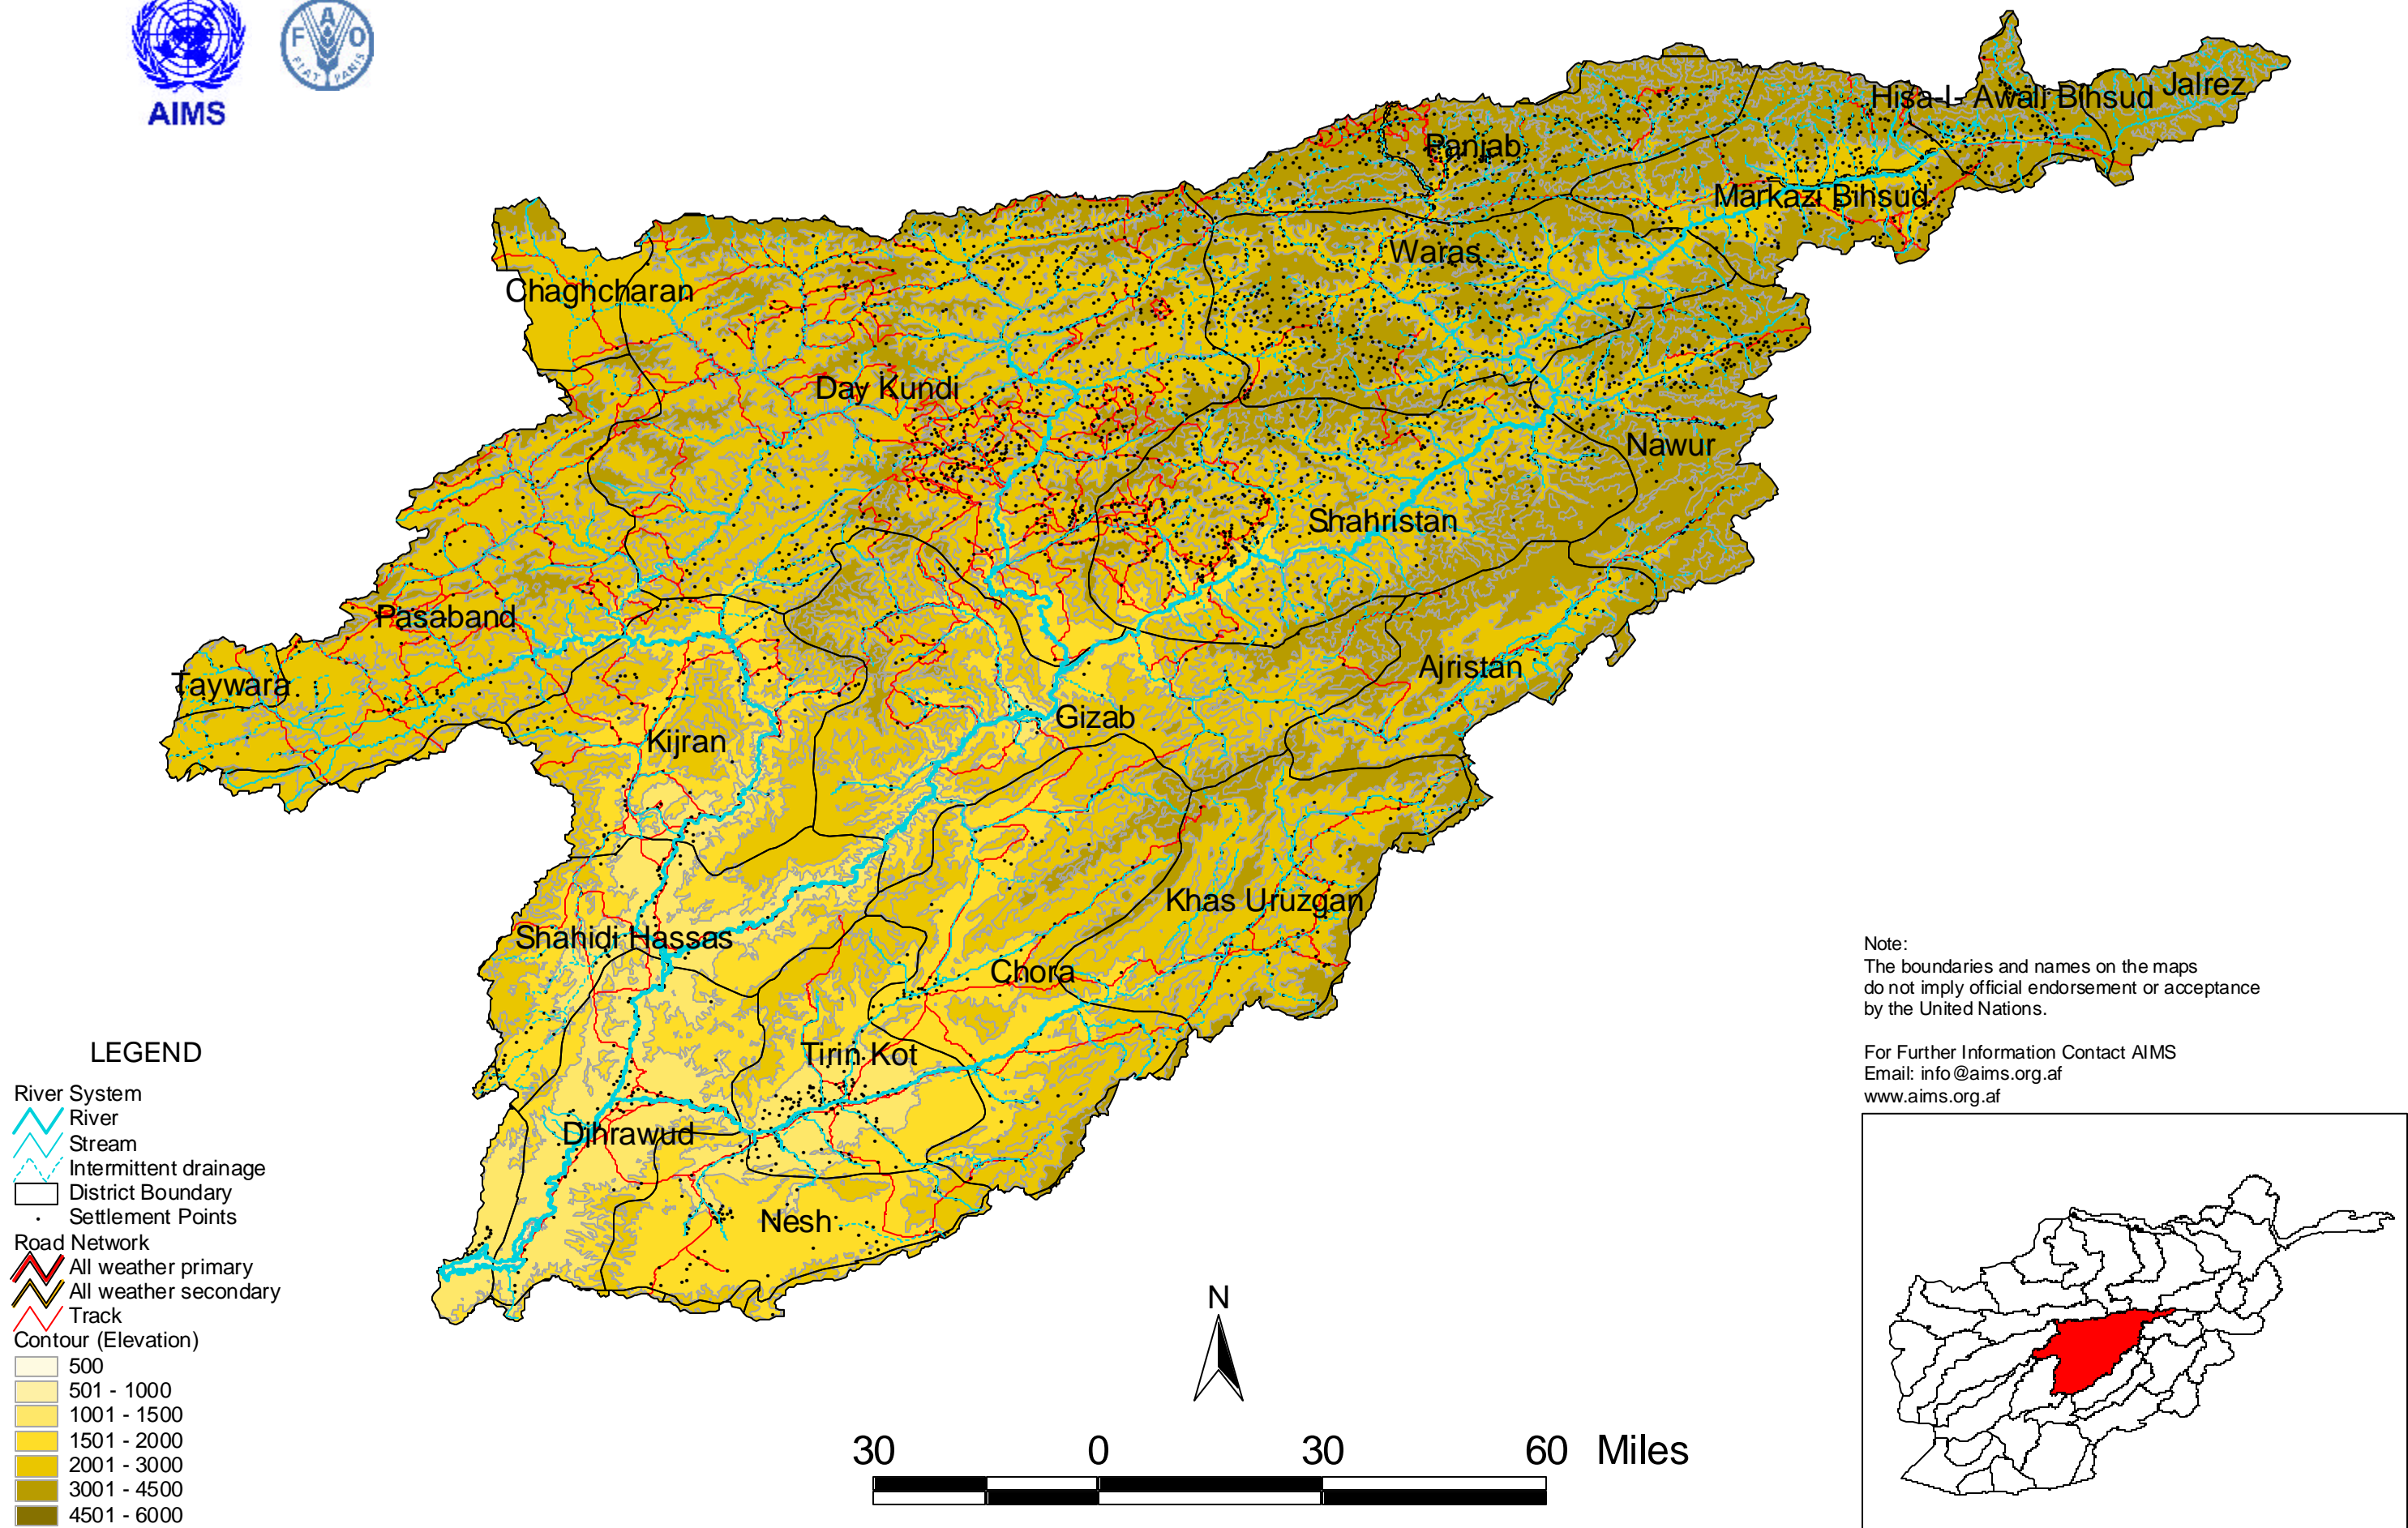 F A O
FIAT PANIS
AIMS
Hisa-I- Awali Bihsud
Jalrez
Panjab
Markazi Bihsud
Waras
Chaghcharan
Day Kundi
Nawur
Shahristan
Pasaband
Taywara
Ajristan
Gizab
Kijran
Khas Uruzgan
Shahidi Hassas
Chora
Tirin Kot
Dihrawud
Nesh
Note:
The boundaries and names on the maps
do not imply official endorsement or acceptance
by the United Nations.
For Further Information Contact AIMS
Email: info@aims.org.af
www.aims.org.af
LEGEND
River System
River
Stream
Intermittent drainage
District Boundary
Settlement Points
Road Network
All weather primary
All weather secondary
Track
Contour (Elevation)
500
501 - 1000
1001 - 1500
1501 - 2000
2001 - 3000
3001 - 4500
4501 - 6000
N
30 0 30 60 Miles